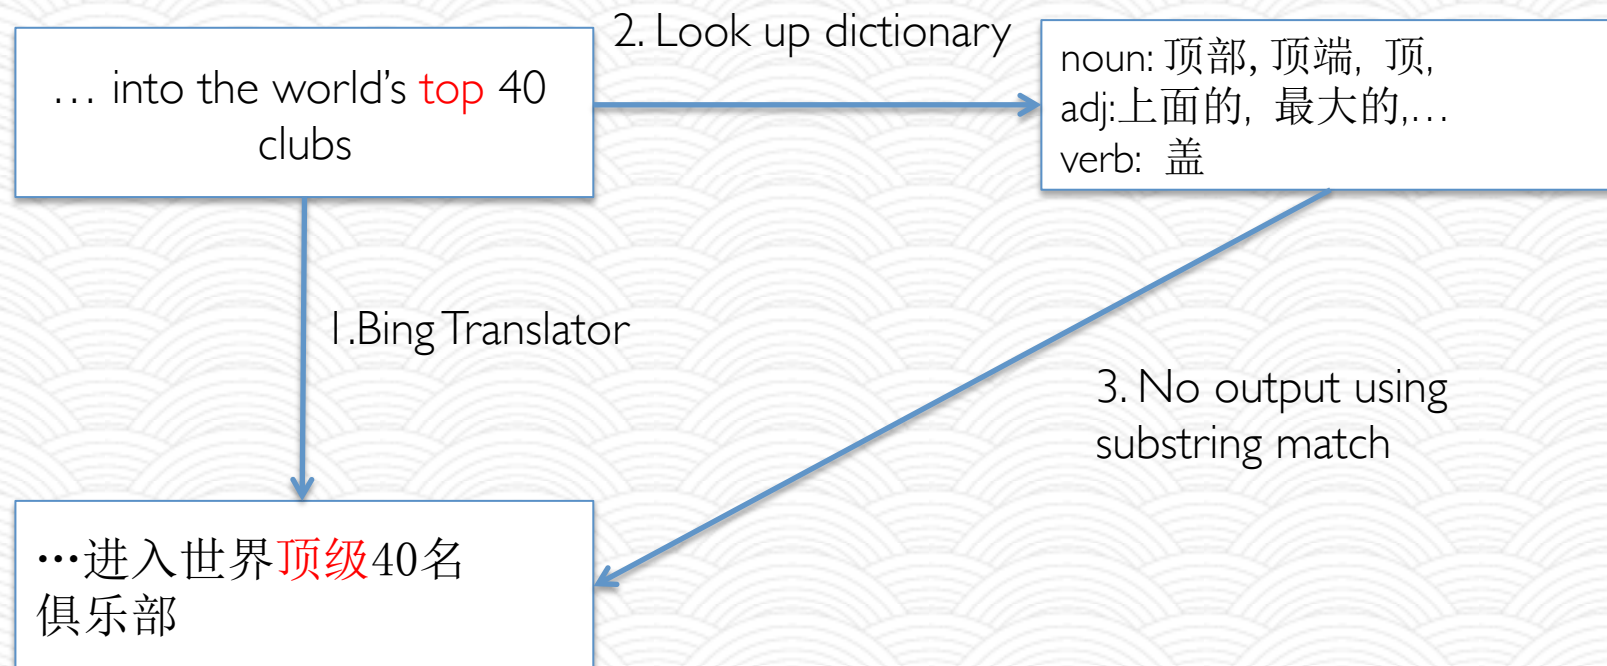 … into the world's top 40
clubs
2. Look up dictionary
noun: 顶部, 顶端, 顶,
adj:上面的, 最大的,…
verb: 盖
1.Bing Translator
3. No output using
substring match
…进入世界顶级40名
俱乐部